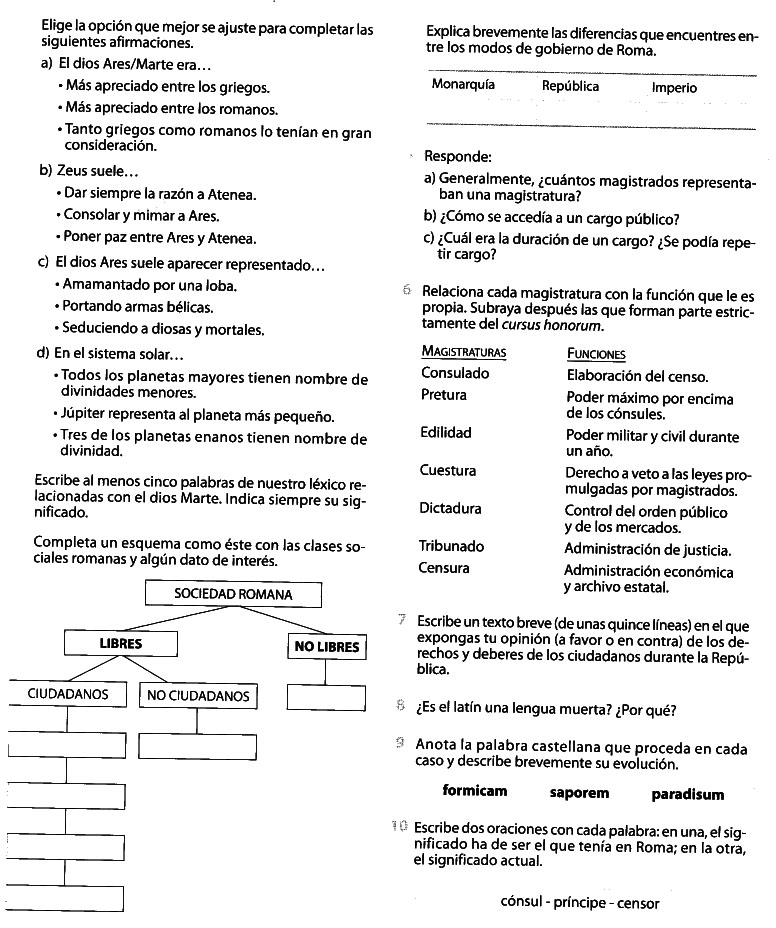 Elige la opción que mejor se ajuste para completar las
siguientes afirmaciones.
a) El dios Ares/Marte era...
• Más apreciado entre los griegos.
• Más apreciado entre los romanos.
• Tanto griegos como romanos lo tenían en gran
consideración.
b) Zeus suele...
• Dar siempre la razón a Atenea.
• Consolar y mimar a Ares.
• Poner paz entre Ares y Atenea.
c) El dios Ares suele aparecer representado...
• Amamantado por una loba.
• Portando armas bélicas.
• Seduciendo a diosas y mortales.
d) En el sistema solar...
• Todos los planetas mayores tienen nombre de
divinidades menores.
• Júpiter representa al planeta más pequeño.
• Tres de los planetas enanos tienen nombre de
divinidad.
Escribe al menos cinco palabras de nuestro léxico re-
lacionadas con el dios Marte. Indica siempre su sig-
nificado.
Completa un esquema como éste con las clases so-
ciales romanas y algún dato de interés.
SOCIEDAD ROMANA
LIBRES
NO LIBRES
CIUDADANOS
NO CIUDADANOS
Explica brevemente las diferencias que encuentres en-
tre los modos de gobierno de Roma.
Monarquía República Imperio
Responde:
a) Generalmente, ¿cuántos magistrados representa-
ban una magistratura?
b) ¿Cómo se accedía a un cargo público?
c) ¿Cuál era la duración de un cargo? ¿Se podía repe-
tir cargo?
6 Relaciona cada magistratura con la función que le es
propia. Subraya después las que forman parte estric-
tamente del cursus honorum.
MAGISTRATURAS FUNCIONES
Consulado Elaboración del censo.
Pretura Poder máximo por encima
de los cónsules.
Edilidad Poder militar y civil durante
un año.
Cuestura Derecho a veto a las leyes pro-
mulgadas por magistrados.
Dictadura Control del orden público
y de los mercados.
Tribunado Administración de justicia.
Censura Administración económica
y archivo estatal.
7 Escribe un texto breve (de unas quince líneas) en el que
expongas tu opinión (a favor o en contra) de los de-
rechos y deberes de los ciudadanos durante la Repú-
blica.
8 ¿Es el latín una lengua muerta? ¿Por qué?
9 Anota la palabra castellana que proceda en cada
caso y describe brevemente su evolución.
formicam saporem paradisum
10 Escribe dos oraciones con cada palabra: en una, el sig-
nificado ha de ser el que tenía en Roma; en la otra,
el significado actual.
cónsul - príncipe - censor